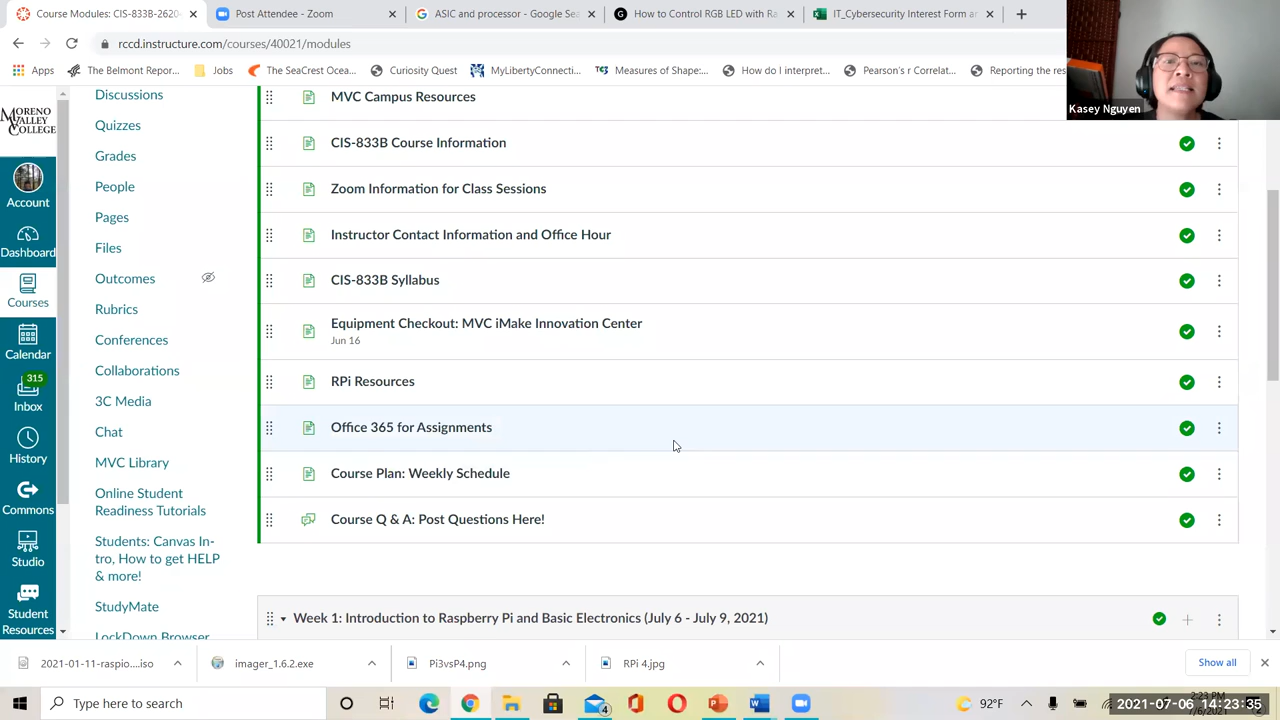 Course Modules: CIS-833B-2620-
Post Attendee - Zoom
ASIC and processor - Google Sea
How to Control RGB LED with Ra
IT_Cybersecurity Interest Form ar
rccd.instructure.com/courses/40021/modules
Apps
The Belmont Repor...
Jobs
The SeaCrest Ocea...
Curiosity Quest
MyLibertyConnecti...
Measures of Shape:...
How do I interpret...
Pearson's r Correlat...
Reporting the res
Kasey Nguyen
MORENO
VALLEY
COLLEGE
Account
Dashboard
Courses
Calendar
315
Inbox
History
Commons
Studio
Student
Resources
Discussions
Quizzes
Grades
People
Pages
Files
Outcomes
Rubrics
Conferences
Collaborations
3C Media
Chat
MVC Library
Online Student
Readiness Tutorials
Students: Canvas In-
tro, How to get HELP
& more!
StudyMate
LockDown Browser
MVC Campus Resources
CIS-833B Course Information
Zoom Information for Class Sessions
Instructor Contact Information and Office Hour
CIS-833B Syllabus
Equipment Checkout: MVC iMake Innovation Center
Jun 16
RPi Resources
Office 365 for Assignments
Course Plan: Weekly Schedule
Course Q & A: Post Questions Here!
Week 1: Introduction to Raspberry Pi and Basic Electronics (July 6 - July 9, 2021)
2021-01-11-raspio....iso
imager_1.6.2.exe
Pi3vsP4.png
RPi 4.jpg
Show all
Type here to search
4
92°F
2:23 PM
2021-07-06 14:23:35